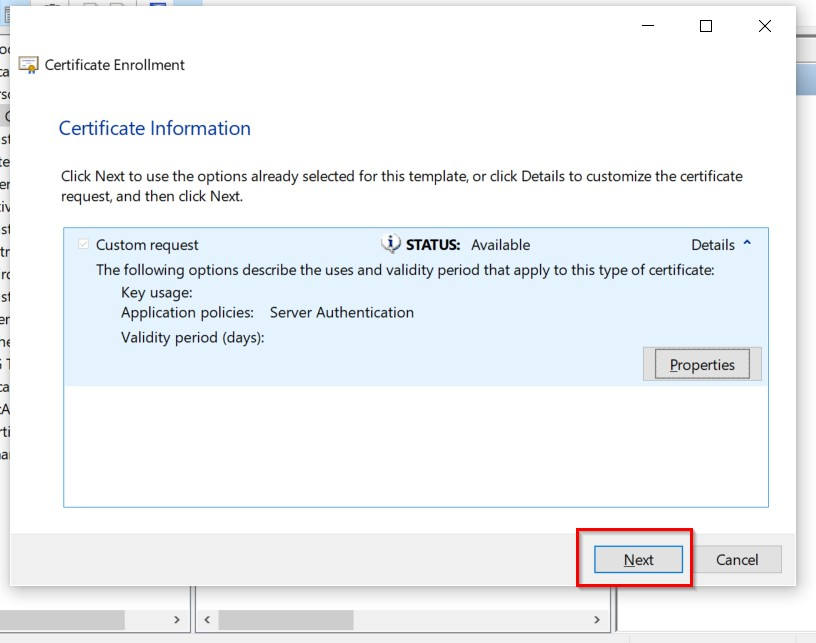 Certificate Enrollment
Certificate Information
Click Next to use the options already selected for this template, or click Details to customize the certificate
request, and then click Next.
Custom request STATUS: Available Details
The following options describe the uses and validity period that apply to this type of certificate:
Key usage:
Application policies: Server Authentication
Validity period (days):
Properties
Next Cancel